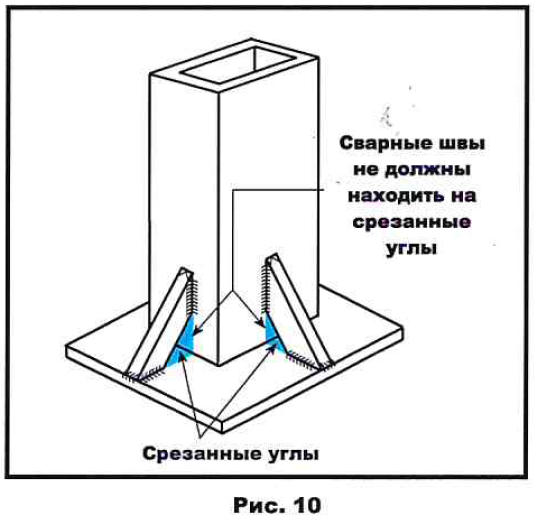 Сварные швы
не должны
находить на
срезанные
углы
Срезанные углы
Рис. 10